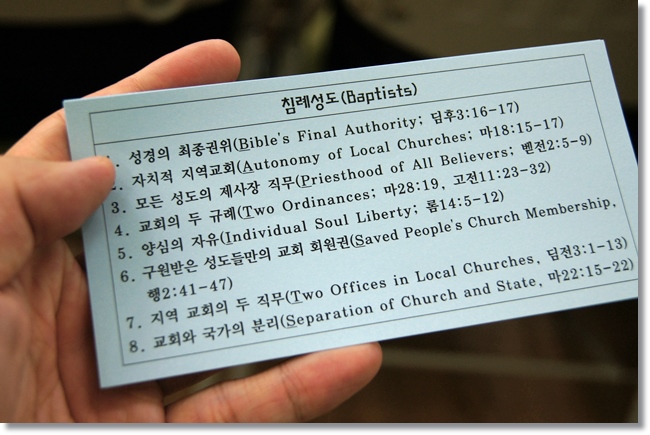 침례성도(Baptists)
1. 성경의 최종권위(Bible's Final Authority; 딤후3:16-17)
2. 자치적 지역교회(Autonomy of Local Churches; 마18:15-17)
3. 모든 성도의 제사장 직무(Priesthood of All Believers; 벧전2:5-9)
4. 교회의 두 규례(Two Ordinances; 마28:19, 고전11:23-32)
5. 양심의 자유(Individual Soul Liberty; 롬14:5-12)
6. 구원받은 성도들만의 교회 회원권(Saved People's Church Membership,
행2:41-47)
7. 지역 교회의 두 직무(Two Offices in Local Churches, 딤전3:1-13)
8. 교회와 국가의 분리(Separation of Church and State, 마22:15-22)